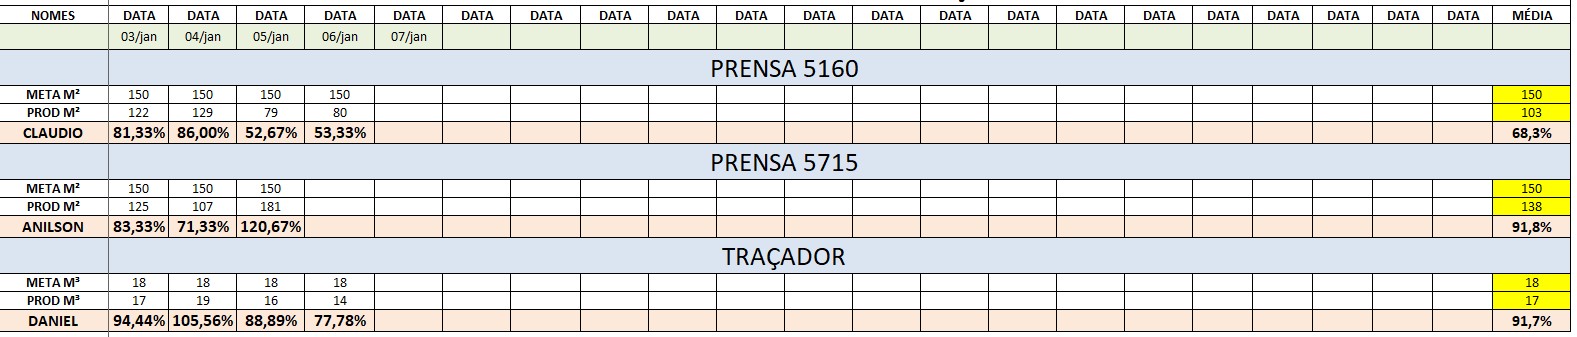 NOMES DATA DATA DATA DATA DATA DATA DATA DATA DATA DATA DATA DATA DATA DATA DATA DATA DATA DATA DATA DATA DATA MÉDIA
03/jan 04/jan 05/jan 06/jan 07/jan
PRENSA 5160
META M² 150 150 150 150 150
PROD M² 122 129 79 80 103
CLAUDIO 81,33% 86,00% 52,67% 53,33% 68,3%
PRENSA 5715
META M² 150 150 150 150
PROD M² 125 107 181 138
ANILSON 83,33% 71,33% 120,67% 91,8%
TRAÇADOR
META M³ 18 18 18 18 18
PROD M³ 17 19 16 14 17
DANIEL 94,44% 105,56% 88,89% 77,78% 91,7%